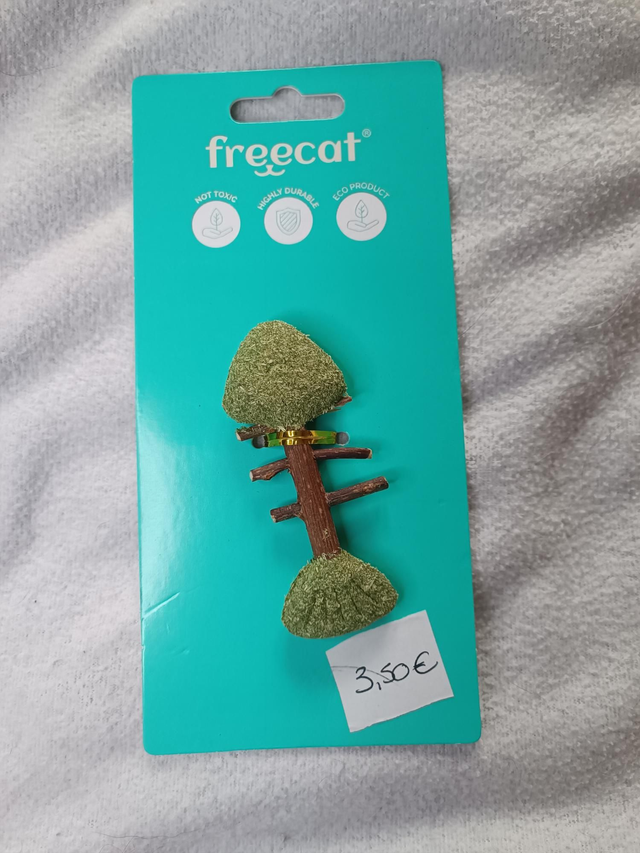 freecat®
NOT TOXIC
HIGHLY DURABLE
ECO PRODUCT
3,50€